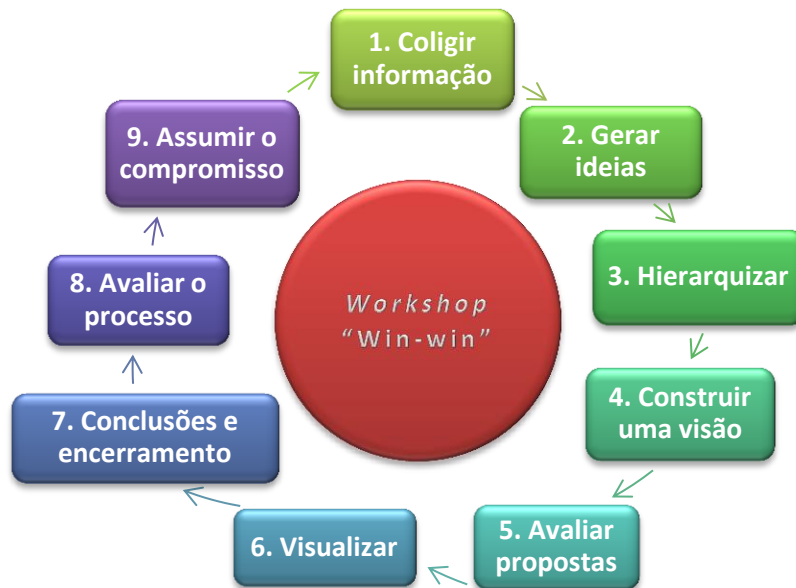 1. Coligir
informação
2. Gerar
ideias
3. Hierarquizar
4. Construir
uma visão
5. Avaliar
propostas
6. Visualizar
7. Conclusões e
encerramento
8. Avaliar o
processo
9. Assumir o
compromisso
Workshop
“Win-win”